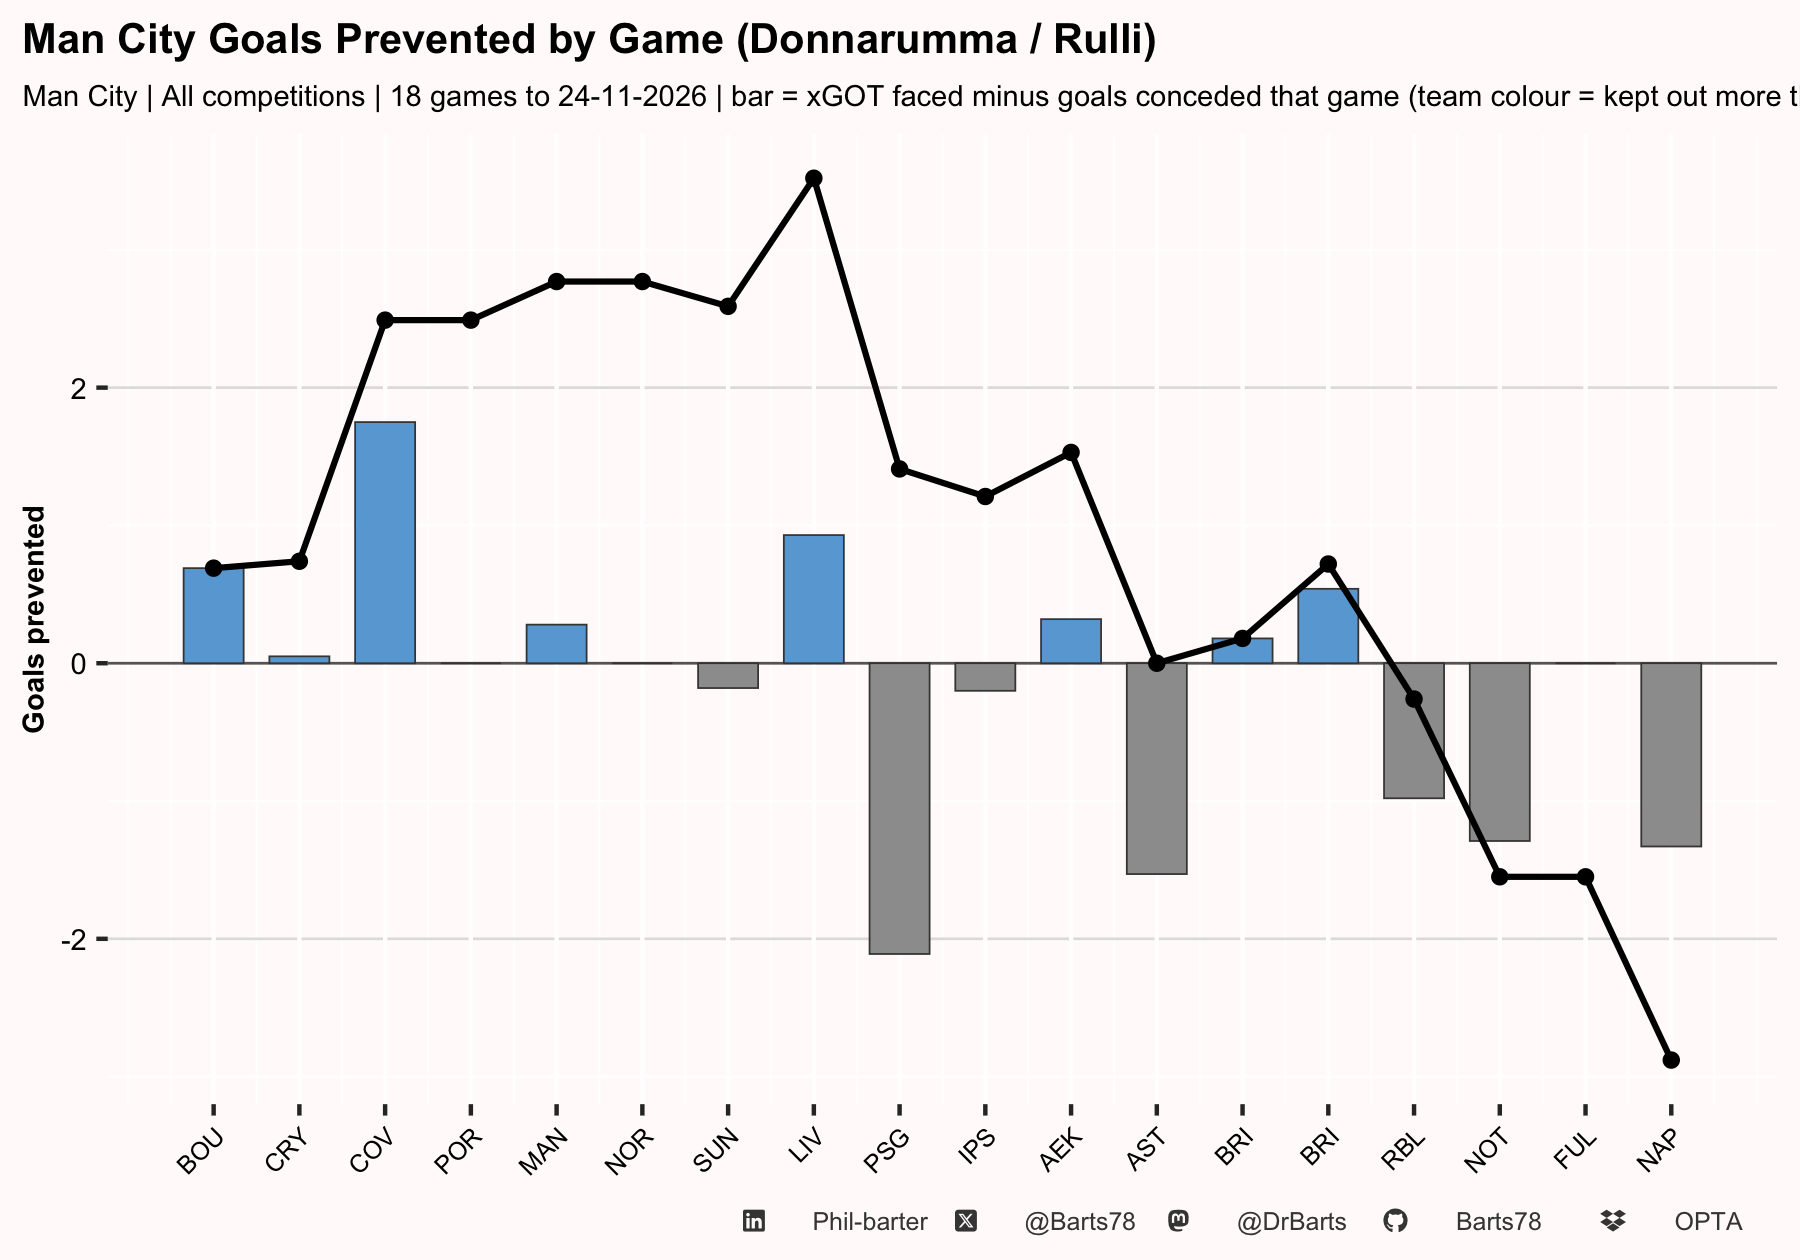 Man City Goals Prevented by Game (Donnarumma / Rulli)
Man City | All competitions | 18 games to 24-11-2026 | bar = xGOT faced minus goals conceded that game (team colour = kept out more
Goals prevented
2
0
-2
BOU CRY COV POR MAN NOR SUN LIV PSG IPS AEK AST BRI BRI RBL NOT FUL NAP
Phil-barter @Barts78 @DrBarts Barts78 OPTA